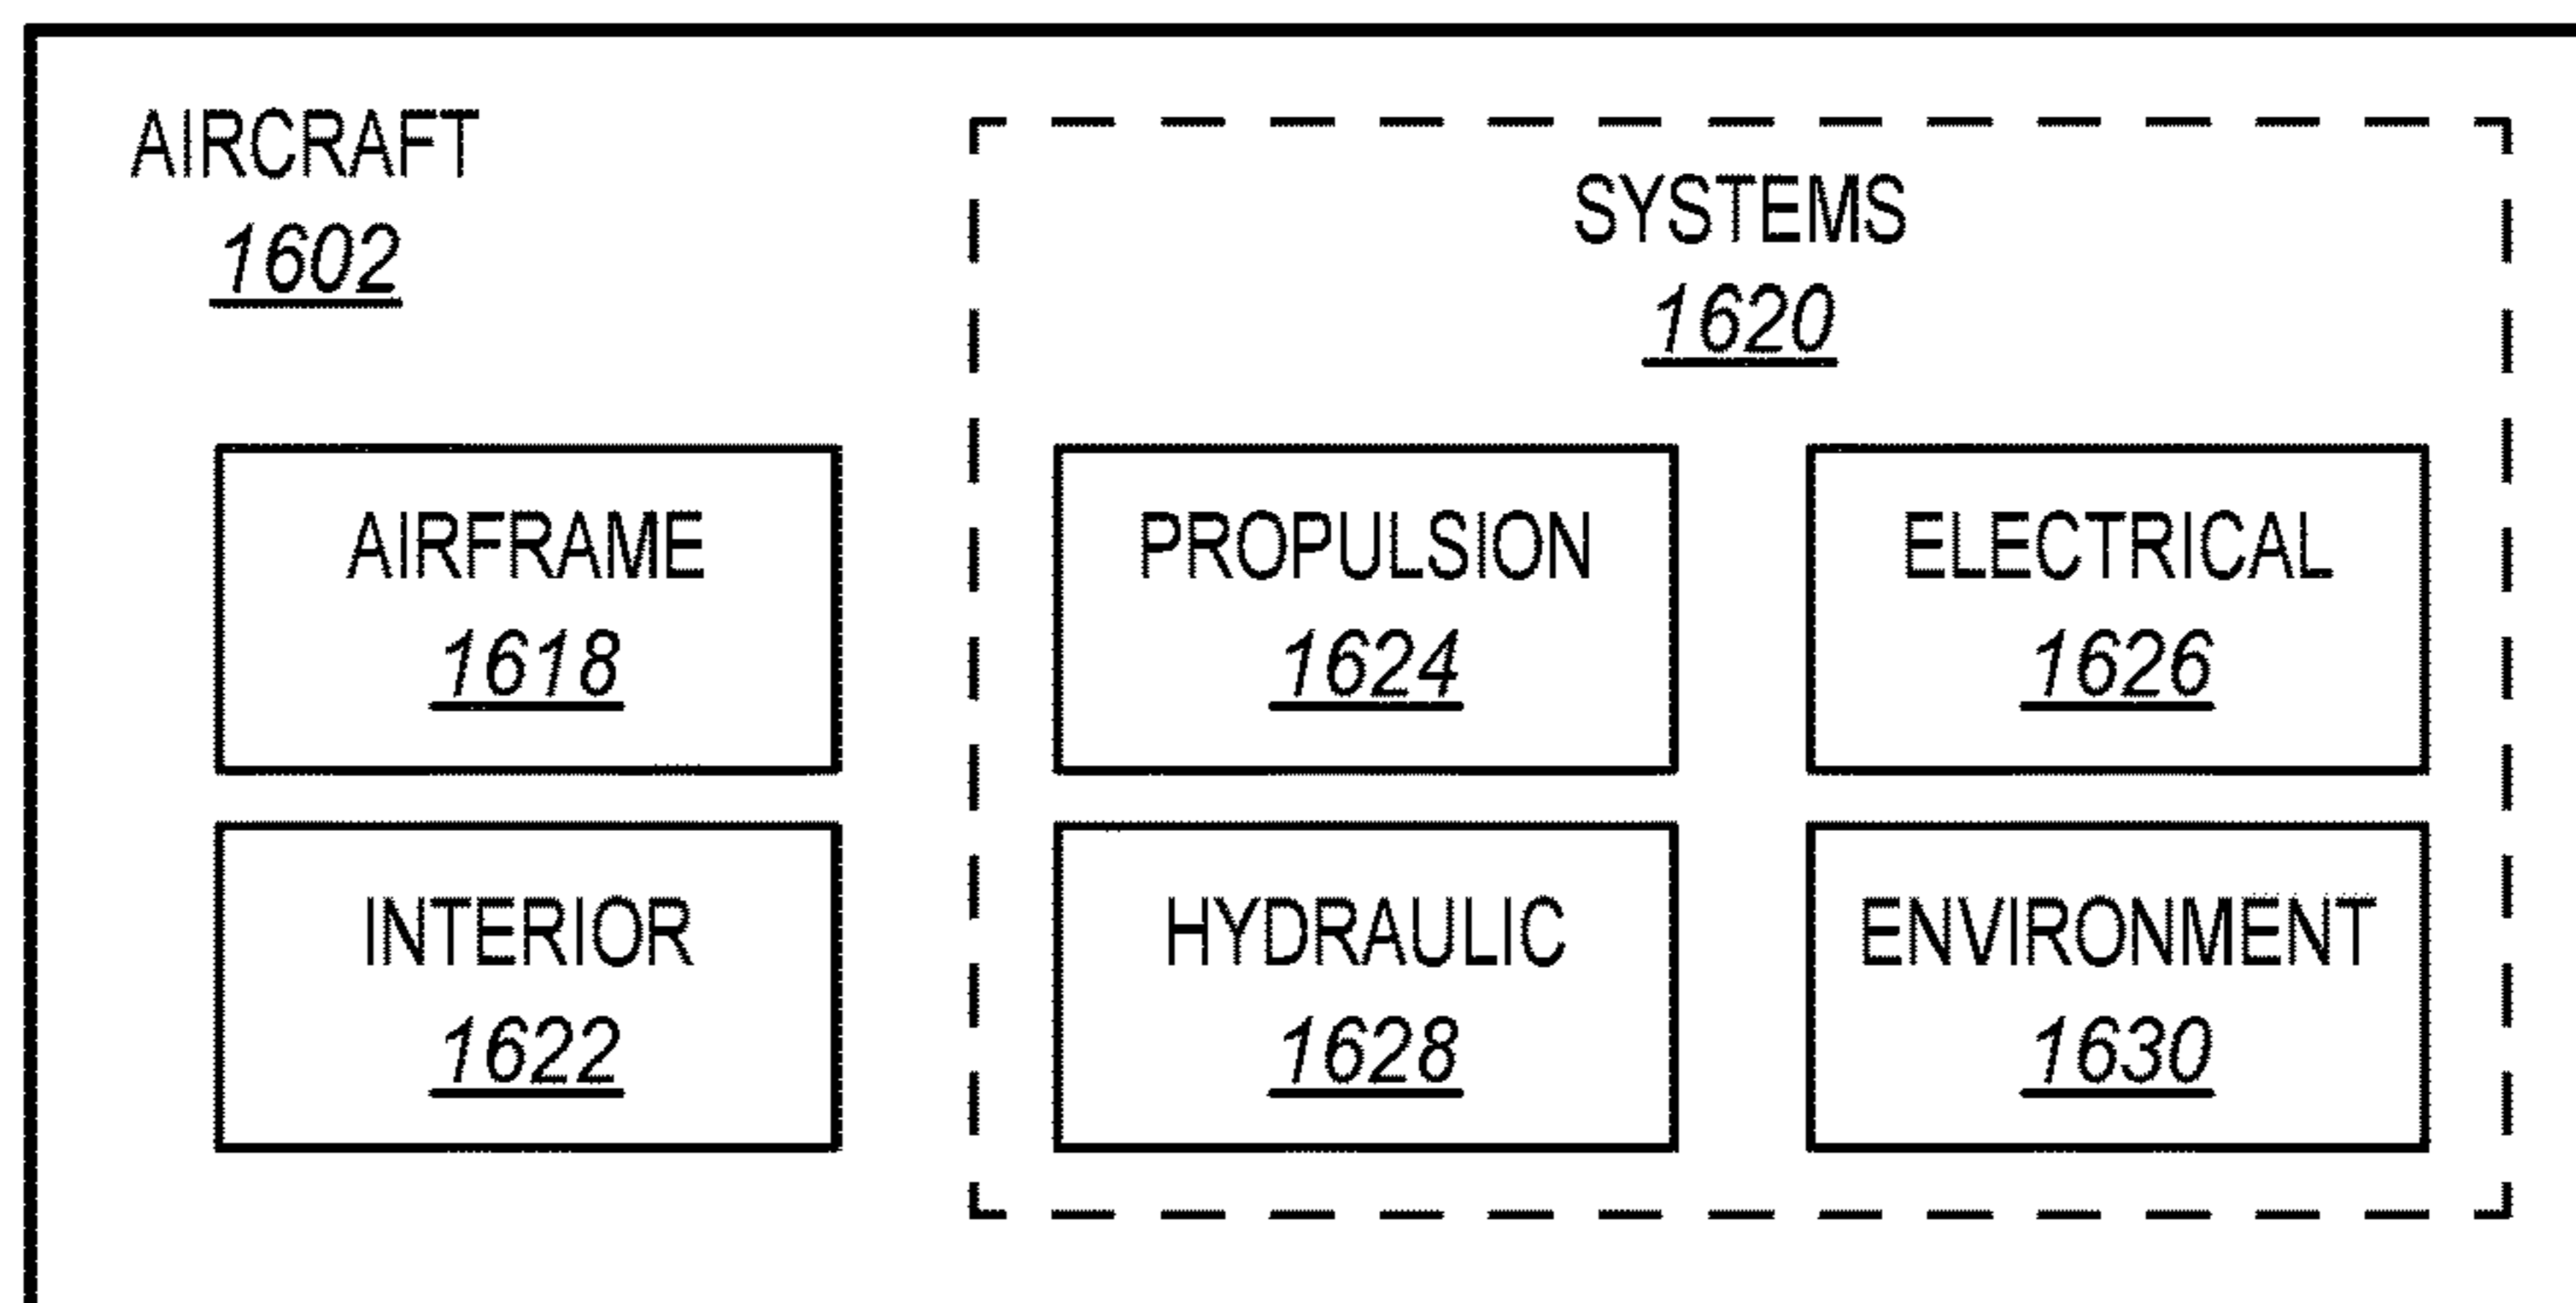 AIRCRAFT
1602
SYSTEMS
1620
AIRFRAME
1618
PROPULSION
1624
ELECTRICAL
1626
INTERIOR
1622
HYDRAULIC
1628
ENVIRONMENT
1630